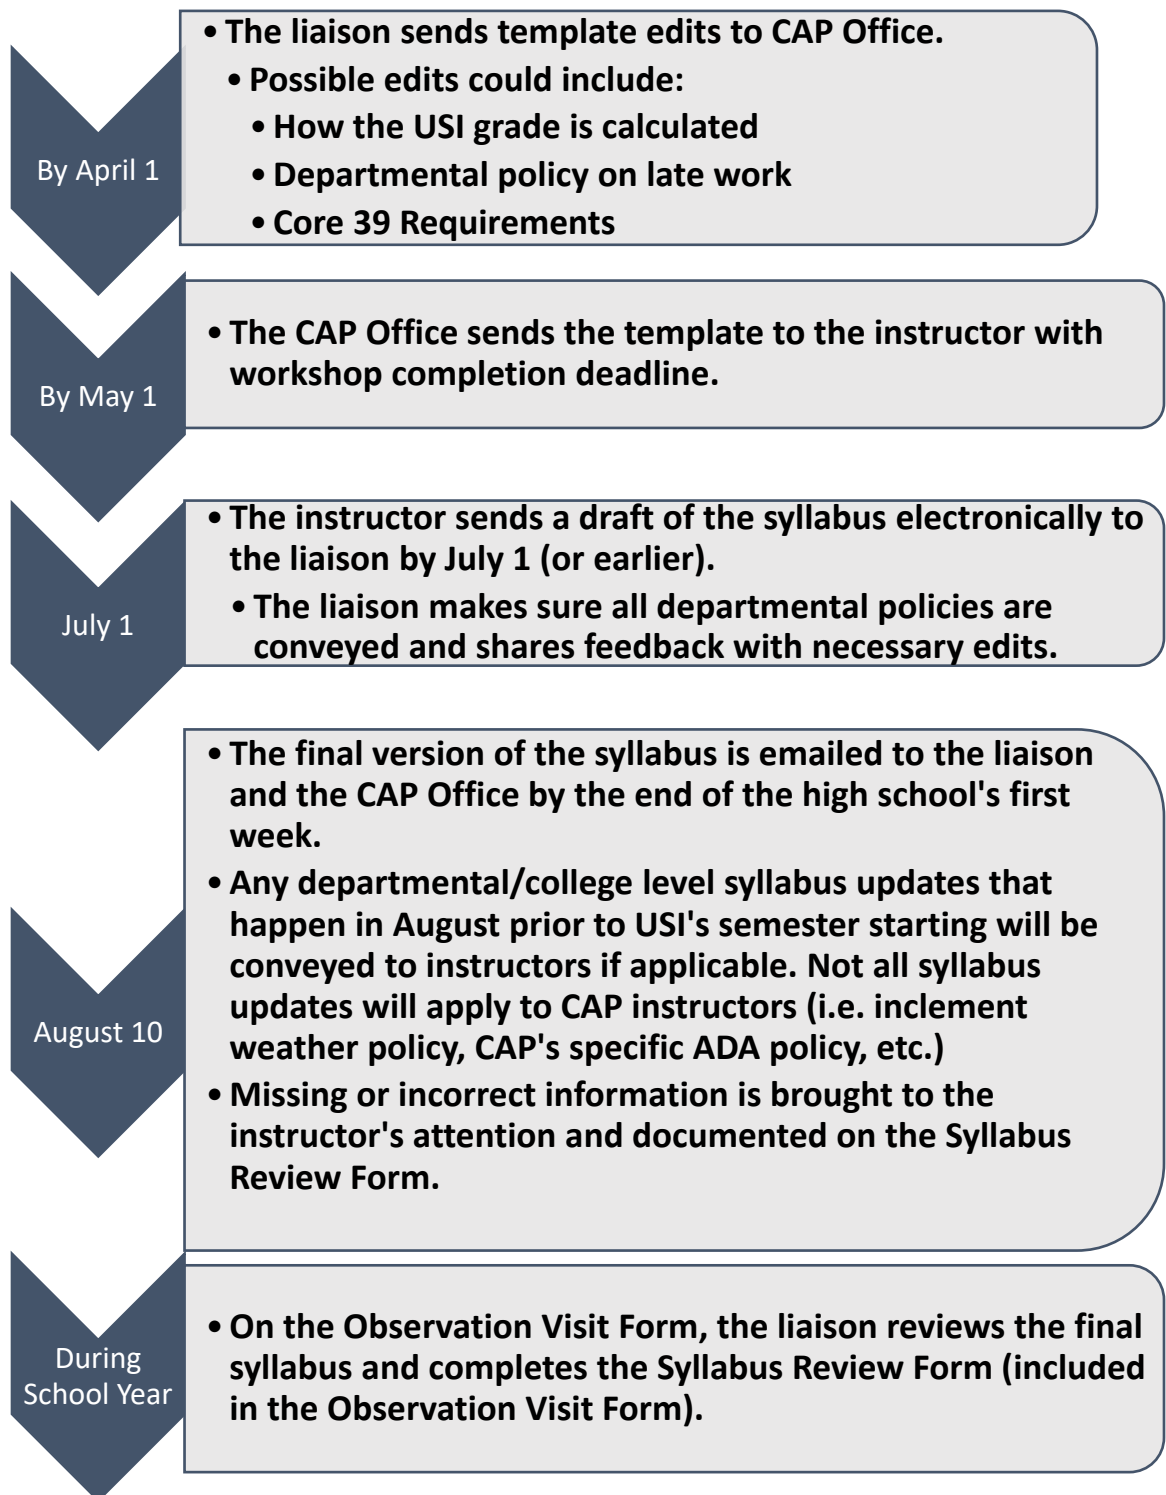 By April 1
• The liaison sends template edits to CAP Office.
• Possible edits could include:
• How the USI grade is calculated
• Departmental policy on late work
• Core 39 Requirements
By May 1
• The CAP Office sends the template to the instructor with
workshop completion deadline.
July 1
• The instructor sends a draft of the syllabus electronically to
the liaison by July 1 (or earlier).
• The liaison makes sure all departmental policies are
conveyed and shares feedback with necessary edits.
August 10
• The final version of the syllabus is emailed to the liaison
and the CAP Office by the end of the high school's first
week.
• Any departmental/college level syllabus updates that
happen in August prior to USI's semester starting will be
conveyed to instructors if applicable. Not all syllabus
updates will apply to CAP instructors (i.e. inclement
weather policy, CAP's specific ADA policy, etc.)
• Missing or incorrect information is brought to the
instructor's attention and documented on the Syllabus
Review Form.
During
School Year
• On the Observation Visit Form, the liaison reviews the final
syllabus and completes the Syllabus Review Form (included
in the Observation Visit Form).